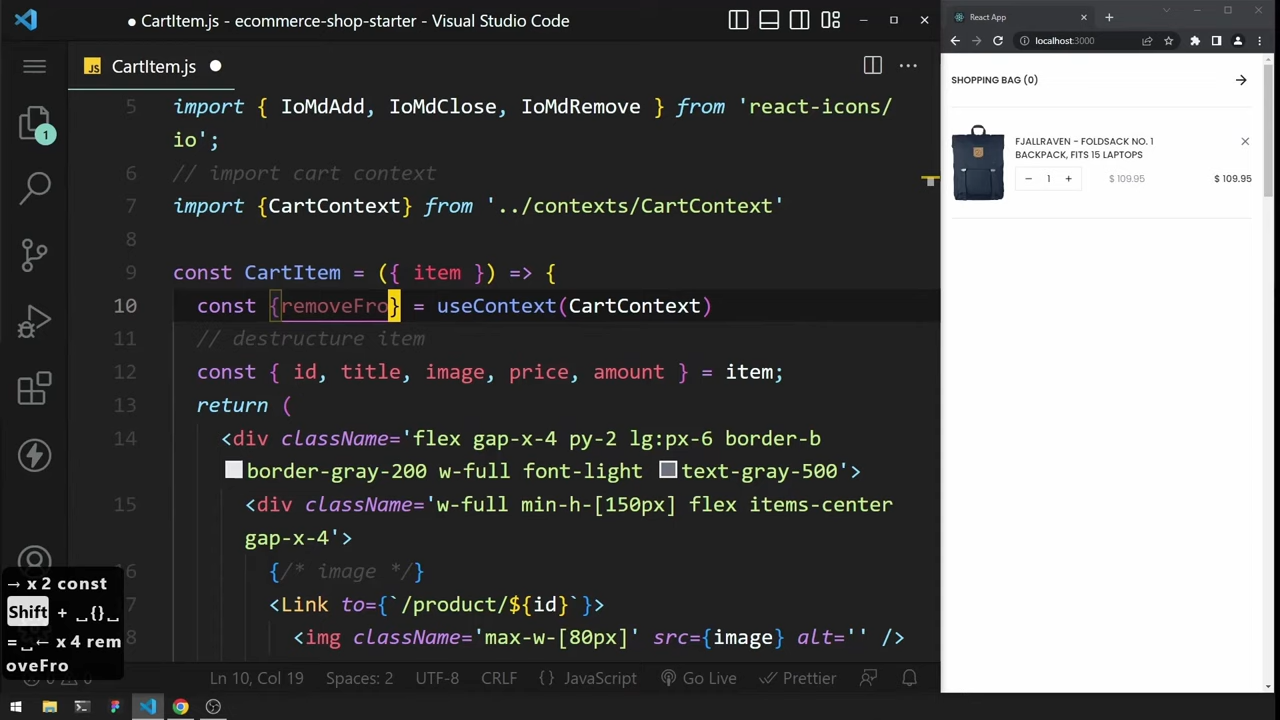 ● CartItem.js - ecommerce-shop-starter - Visual Studio Code
JS CartItem.js ●
5 import { IoMdAdd, IoMdClose, IoMdRemove } from 'react-icons/
io';
6 // import cart context
7 import {CartContext} from '../contexts/CartContext'
8
9 const CartItem = ({ item }) => {
10 const {removeFro} = useContext(CartContext)
11 // destructure item
12 const { id, title, image, price, amount } = item;
13 return (
14 <div className='flex gap-x-4 py-2 lg:px-6 border-b
border-gray-200 w-full font-light text-gray-500'>
15 <div className='w-full min-h-[150px] flex items-center
gap-x-4'>
16 {/* image */}
7 <Link to={`/product/${id}`}>
8 <img className='max-w-[80px]' src={image} alt='' />
1
→ x 2 const
Shift + ␣{}␣
=␣← x 4 rem
oveFro
Ln 10, Col 19 Spaces: 2 UTF-8 CRLF {} JavaScript Go Live Prettier
React App
localhost:3000
SHOPPING BAG (0)
FJALLRAVEN - FOLDSACK NO. 1
BACKPACK, FITS 15 LAPTOPS
− 1 + $ 109.95 $ 109.95